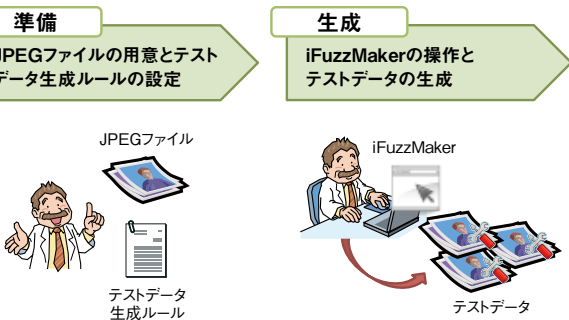 準備
JPEGファイルの用意とテスト
データ生成ルールの設定
生成
iFuzzMakerの操作と
テストデータの生成
JPEGファイル
テストデータ
生成ルール
iFuzzMaker
テストデータ